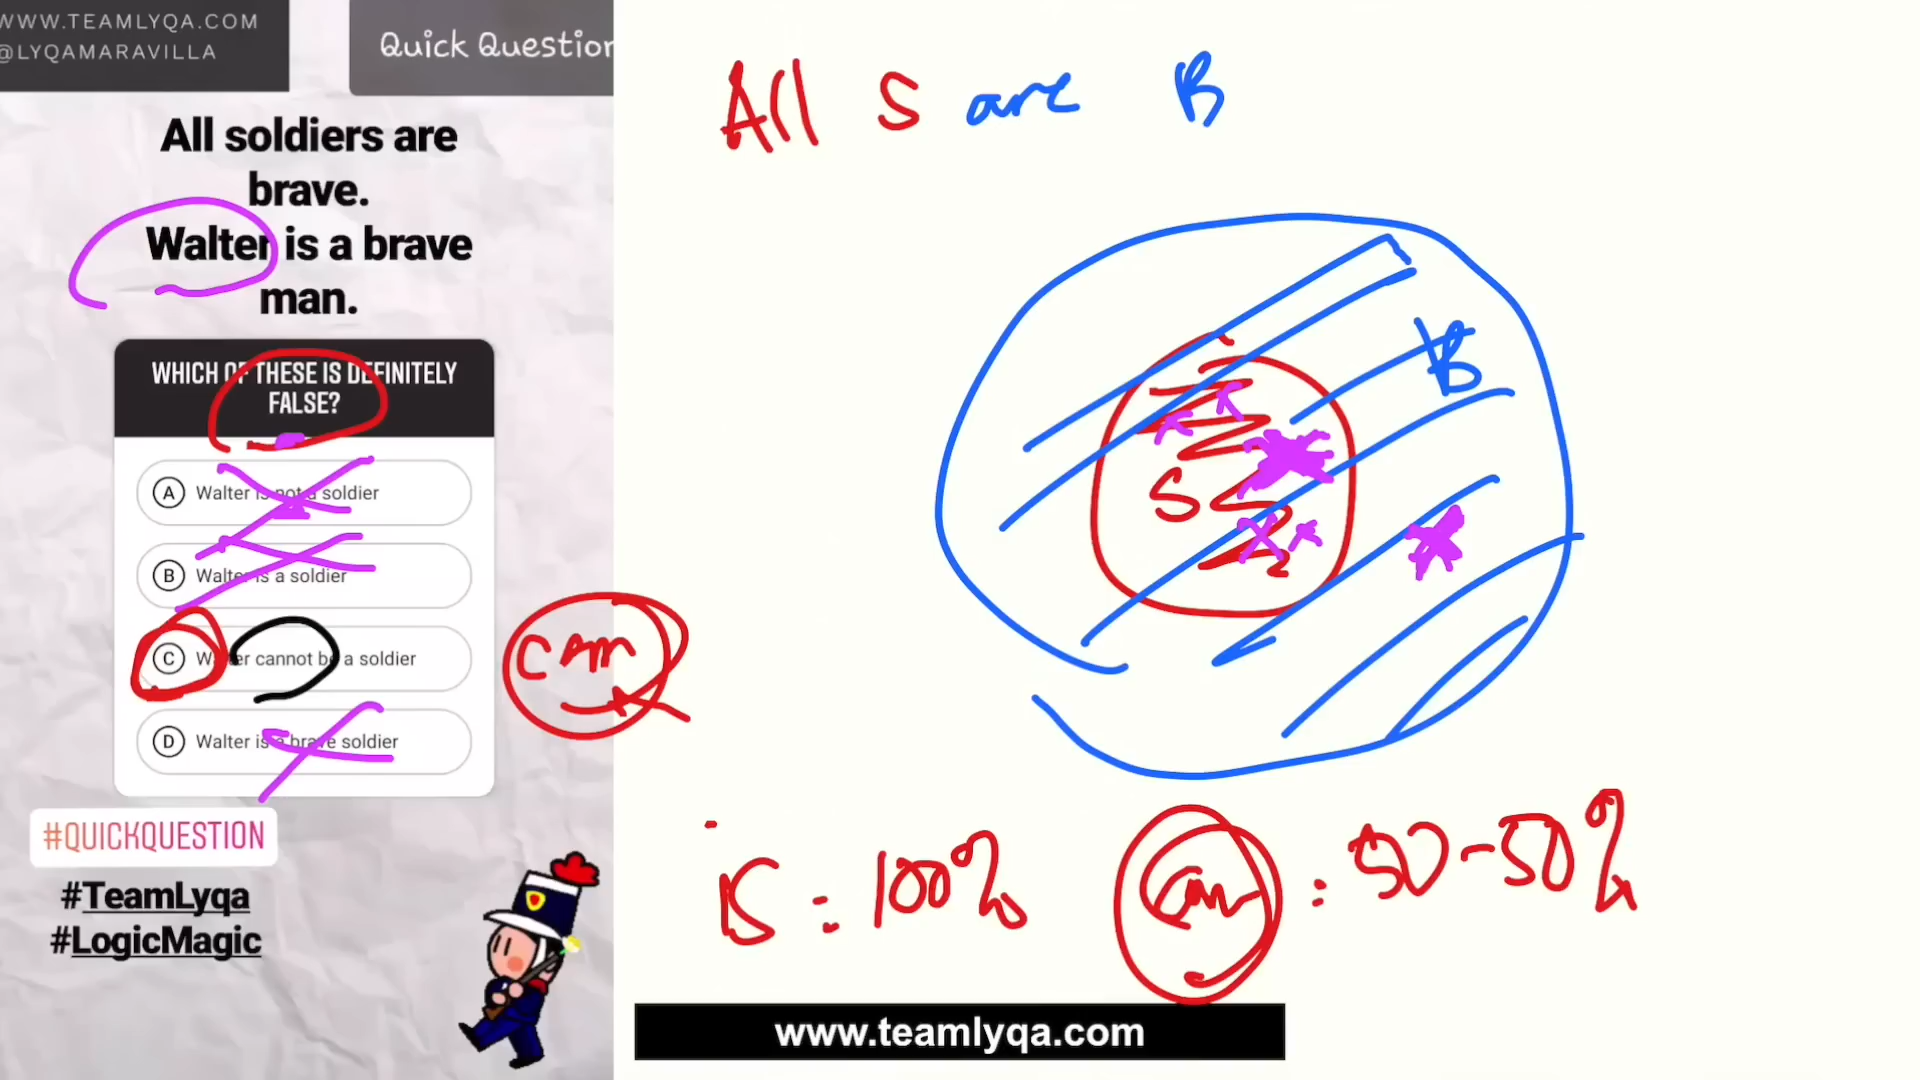 WWW.TEAMLYQA.COM
@LYQAMARAVILLA
Quick Question
All soldiers are
brave.
Walter is a brave
man.
WHICH OF THESE IS DEFINITELY
FALSE?
A Walter is not a soldier
B Walter is a soldier
C Walter cannot be a soldier
D Walter is a brave soldier
#QUICKQUESTION
#TeamLyqa
#LogicMagic
All S are B
B
S
can
is = 100%
can : 50-50%
www.teamlyqa.com